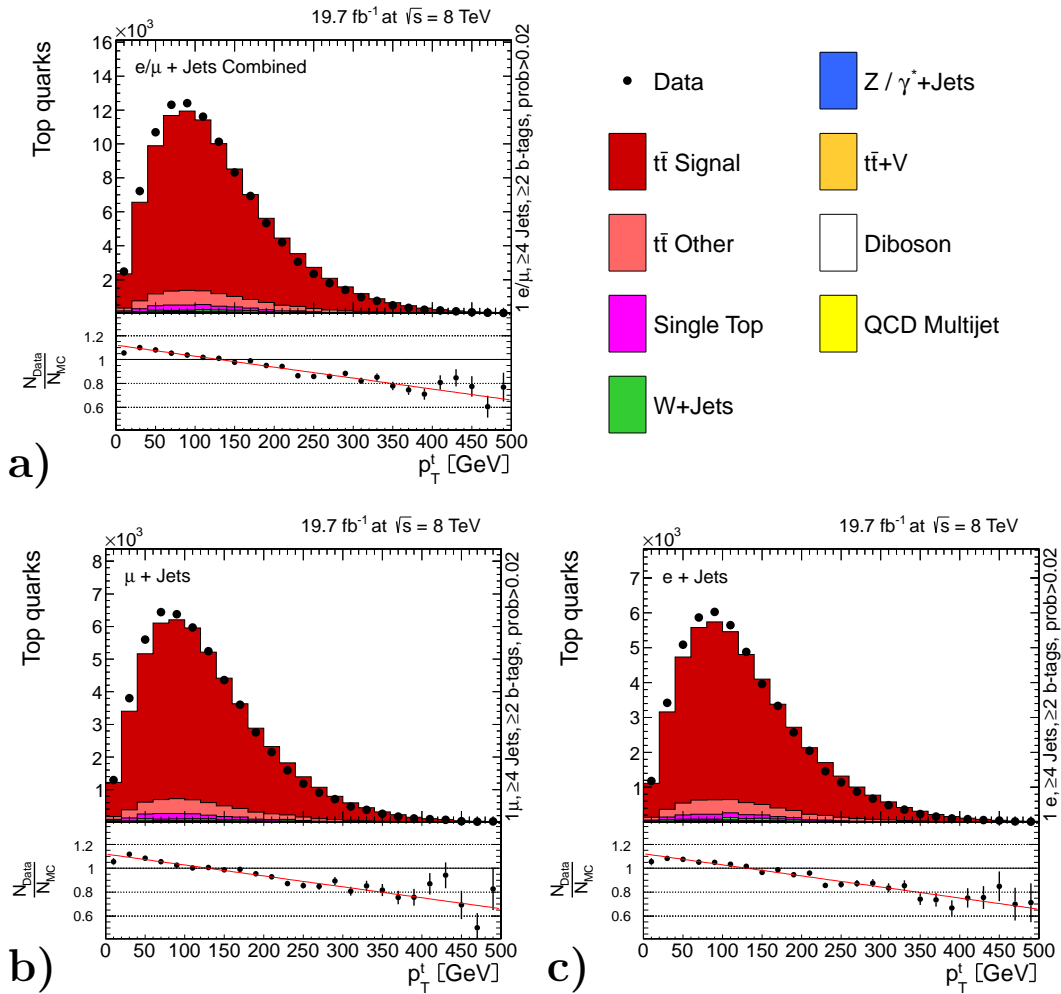 19.7 fb⁻¹ at √s = 8 TeV
×10³
Top quarks
e/μ + Jets Combined
16
14
12
10
8
6
4
2
1 e/μ, ≥4 Jets, ≥2 b-tags, prob>0.02
N_Data
N_MC
1.2
1
0.8
0.6
0 50 100 150 200 250 300 350 400 450 500
p_T^t [GeV]
a)
Data
tt̄ Signal
tt̄ Other
Single Top
W+Jets
Z / γ*+Jets
tt̄+V
Diboson
QCD Multijet
19.7 fb⁻¹ at √s = 8 TeV
×10³
Top quarks
μ + Jets
8
7
6
5
4
3
2
1
1 μ, ≥4 Jets, ≥2 b-tags, prob>0.02
N_Data
N_MC
1.2
1
0.8
0.6
0 50 100 150 200 250 300 350 400 450 500
p_T^t [GeV]
b)
19.7 fb⁻¹ at √s = 8 TeV
×10³
Top quarks
e + Jets
7
6
5
4
3
2
1
1 e, ≥4 Jets, ≥2 b-tags, prob>0.02
N_Data
N_MC
1.2
1
0.8
0.6
0 50 100 150 200 250 300 350 400 450 500
p_T^t [GeV]
c)